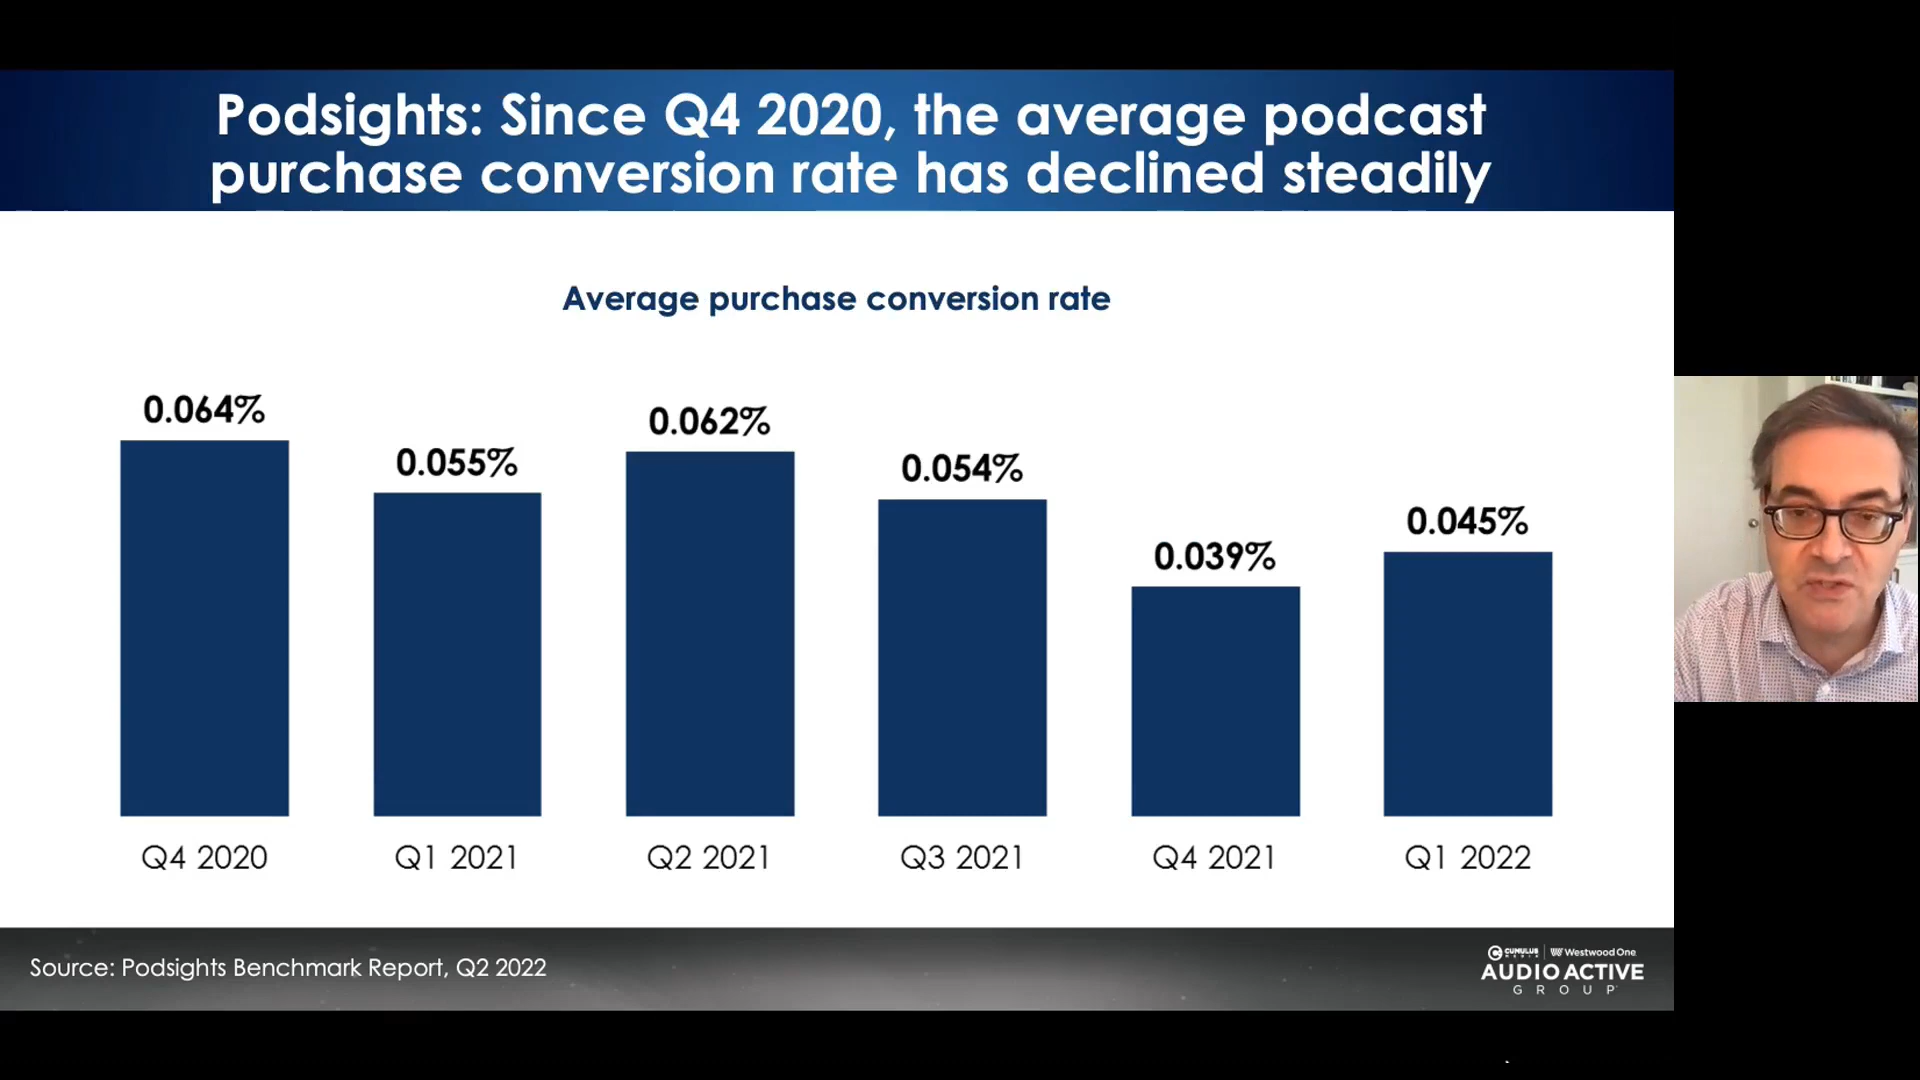 Podsights: Since Q4 2020, the average podcast
purchase conversion rate has declined steadily
Average purchase conversion rate
0.064%
0.055%
0.062%
0.054%
0.039%
0.045%
Q4 2020
Q1 2021
Q2 2021
Q3 2021
Q4 2021
Q1 2022
Source: Podsights Benchmark Report, Q2 2022
CUMULUS MEDIA | Westwood One
AUDIO ACTIVE
GROUP